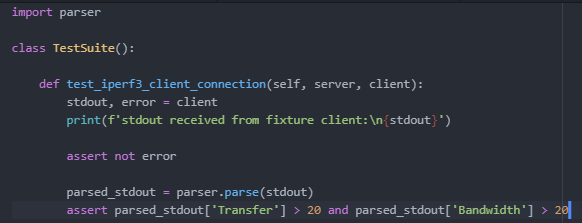 import parser
class TestSuite():
def test_iperf3_client_connection(self, server, client):
stdout, error = client
print(f'stdout received from fixture client:\n{stdout}')
assert not error
parsed_stdout = parser.parse(stdout)
assert parsed_stdout['Transfer'] > 20 and parsed_stdout['Bandwidth'] > 20